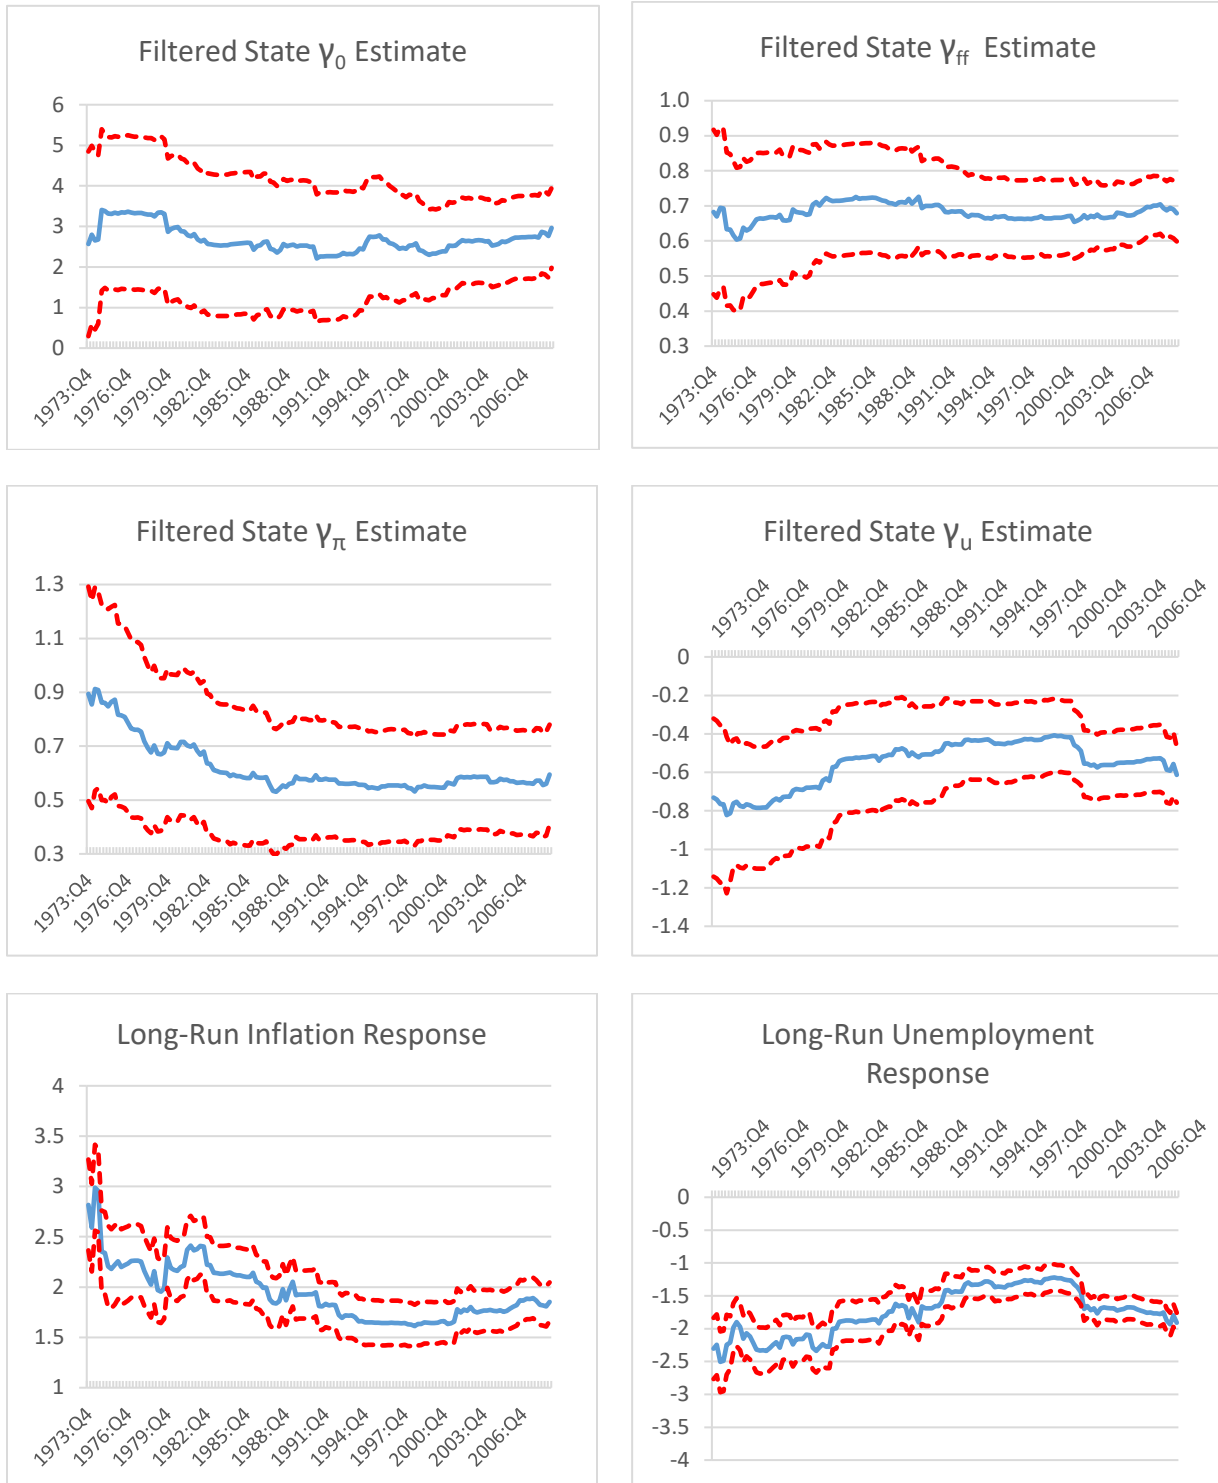 Filtered State γ0 Estimate
6
5
4
3
2
1
0
1973:Q4
1976:Q4
1979:Q4
1982:Q4
1985:Q4
1988:Q4
1991:Q4
1994:Q4
1997:Q4
2000:Q4
2003:Q4
2006:Q4
Filtered State γff Estimate
1.0
0.9
0.8
0.7
0.6
0.5
0.4
0.3
1973:Q4
1976:Q4
1979:Q4
1982:Q4
1985:Q4
1988:Q4
1991:Q4
1994:Q4
1997:Q4
2000:Q4
2003:Q4
2006:Q4
Filtered State γπ Estimate
1.3
1.1
0.9
0.7
0.5
0.3
1973:Q4
1976:Q4
1979:Q4
1982:Q4
1985:Q4
1988:Q4
1991:Q4
1994:Q4
1997:Q4
2000:Q4
2003:Q4
2006:Q4
Filtered State γu Estimate
1973:Q4
1976:Q4
1979:Q4
1982:Q4
1985:Q4
1988:Q4
1991:Q4
1994:Q4
1997:Q4
2000:Q4
2003:Q4
2006:Q4
0
-0.2
-0.4
-0.6
-0.8
-1
-1.2
-1.4
Long-Run Inflation Response
4
3.5
3
2.5
2
1.5
1
1973:Q4
1976:Q4
1979:Q4
1982:Q4
1985:Q4
1988:Q4
1991:Q4
1994:Q4
1997:Q4
2000:Q4
2003:Q4
2006:Q4
Long-Run Unemployment
Response
1973:Q4
1976:Q4
1979:Q4
1982:Q4
1985:Q4
1988:Q4
1991:Q4
1994:Q4
1997:Q4
2000:Q4
2003:Q4
2006:Q4
0
-0.5
-1
-1.5
-2
-2.5
-3
-3.5
-4